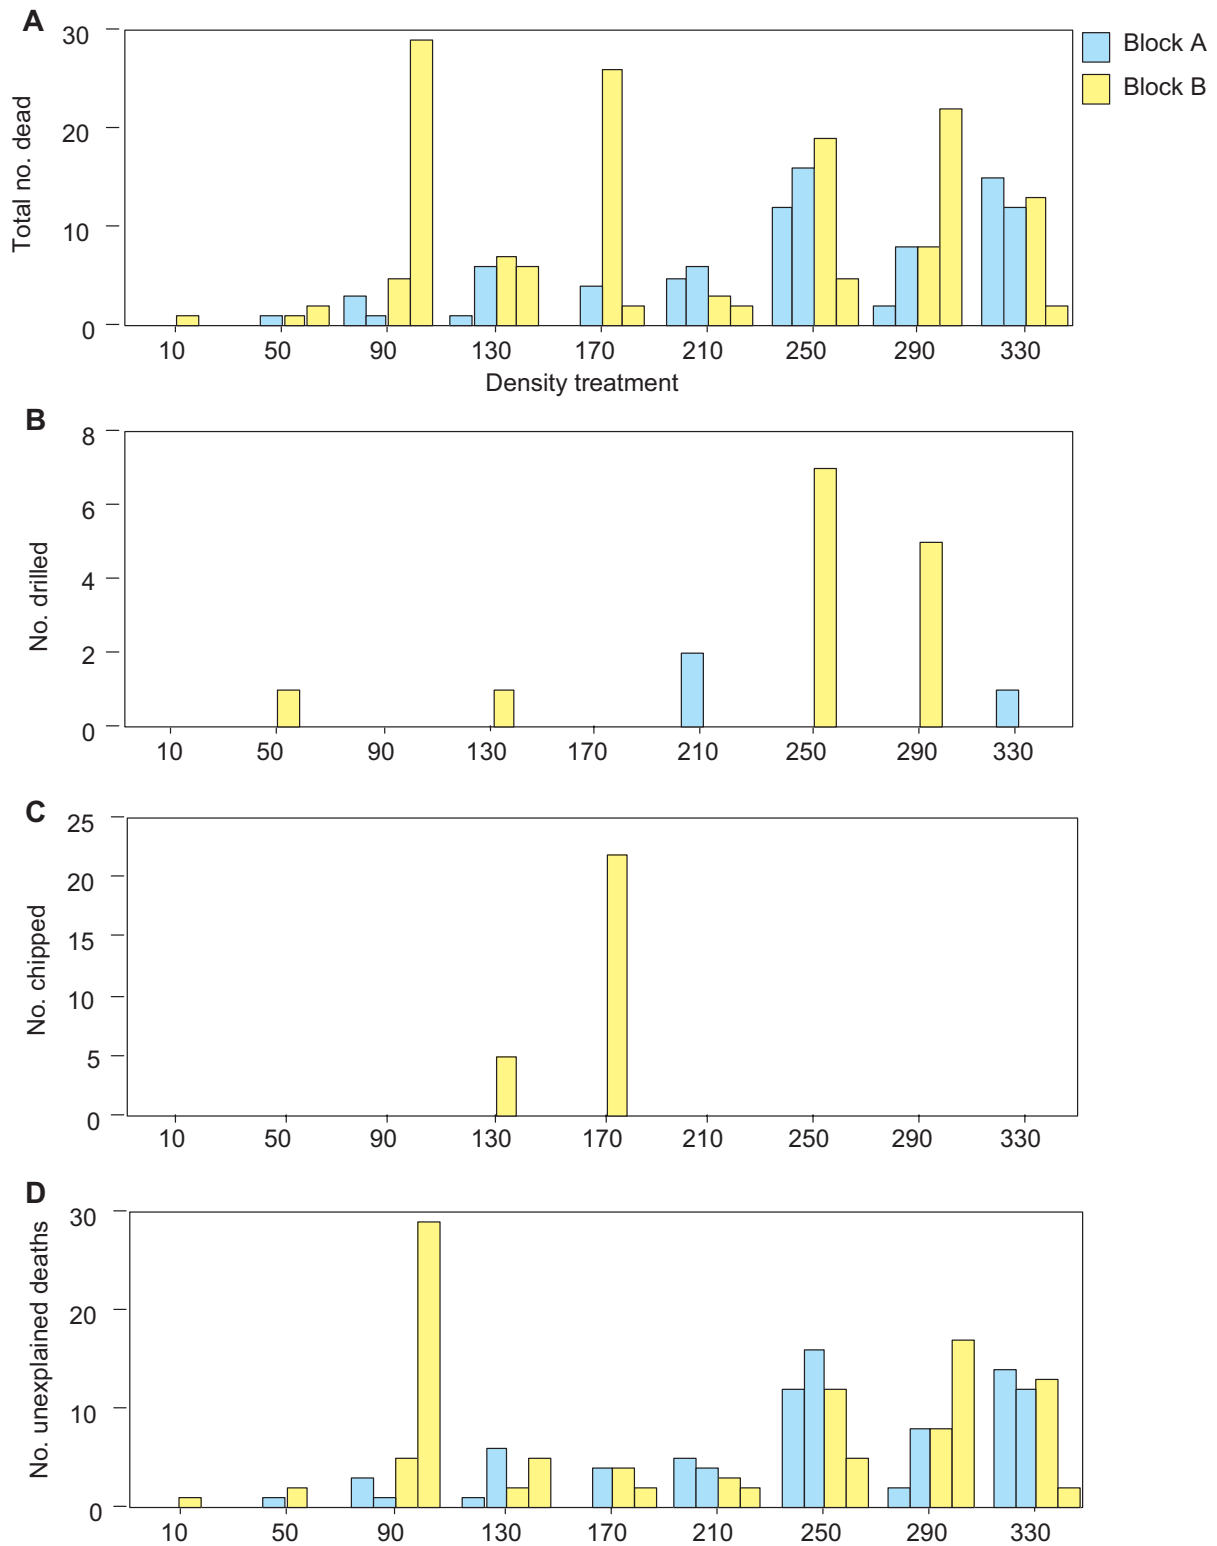 A
Total no. dead
30
20
10
0
10 50 90 130 170 210 250 290 330
Density treatment
Block A
Block B
B
No. drilled
8
6
4
2
0
10 50 90 130 170 210 250 290 330
C
No. chipped
25
20
15
10
5
0
10 50 90 130 170 210 250 290 330
D
No. unexplained deaths
30
20
10
0
10 50 90 130 170 210 250 290 330